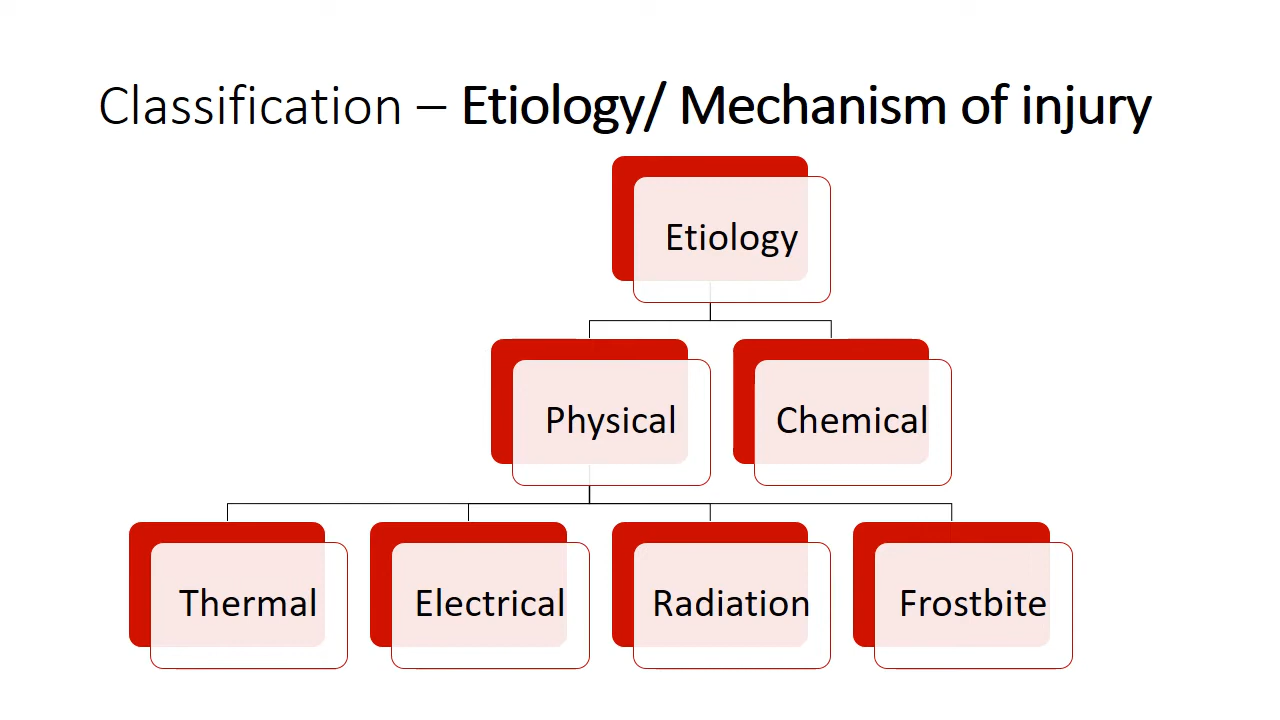 Classification – Etiology/ Mechanism of injury
Etiology
Physical
Chemical
Thermal
Electrical
Radiation
Frostbite